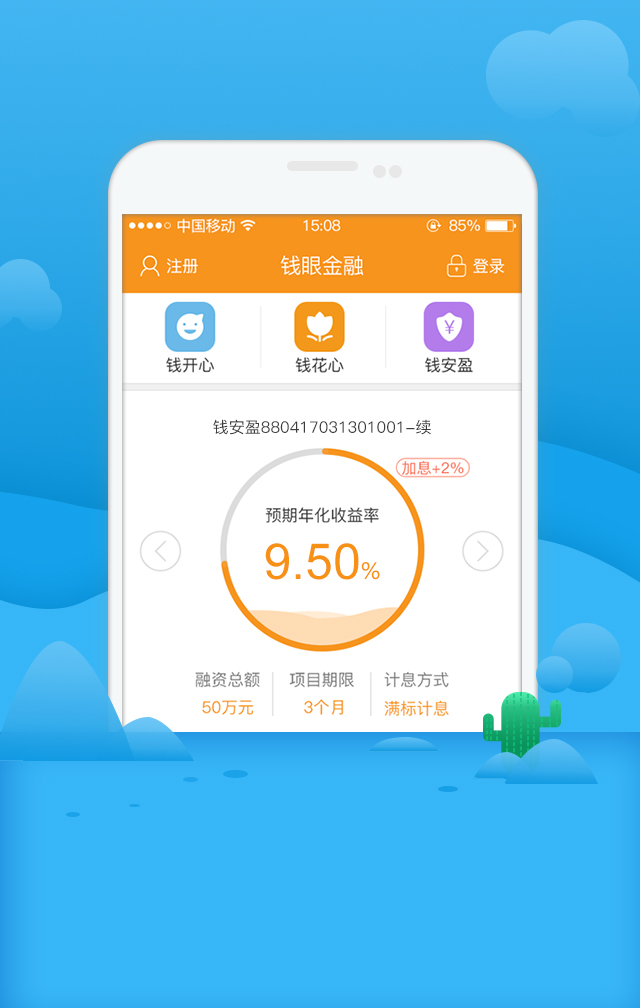 中国移动 15:08 85%
注册 钱眼金融 登录
¥
钱开心 钱花心 钱安盈
钱安盈880417031301001-续
加息+2%
预期年化收益率
9.50%
融资总额 项目期限 计息方式
50万元 3个月 满标计息